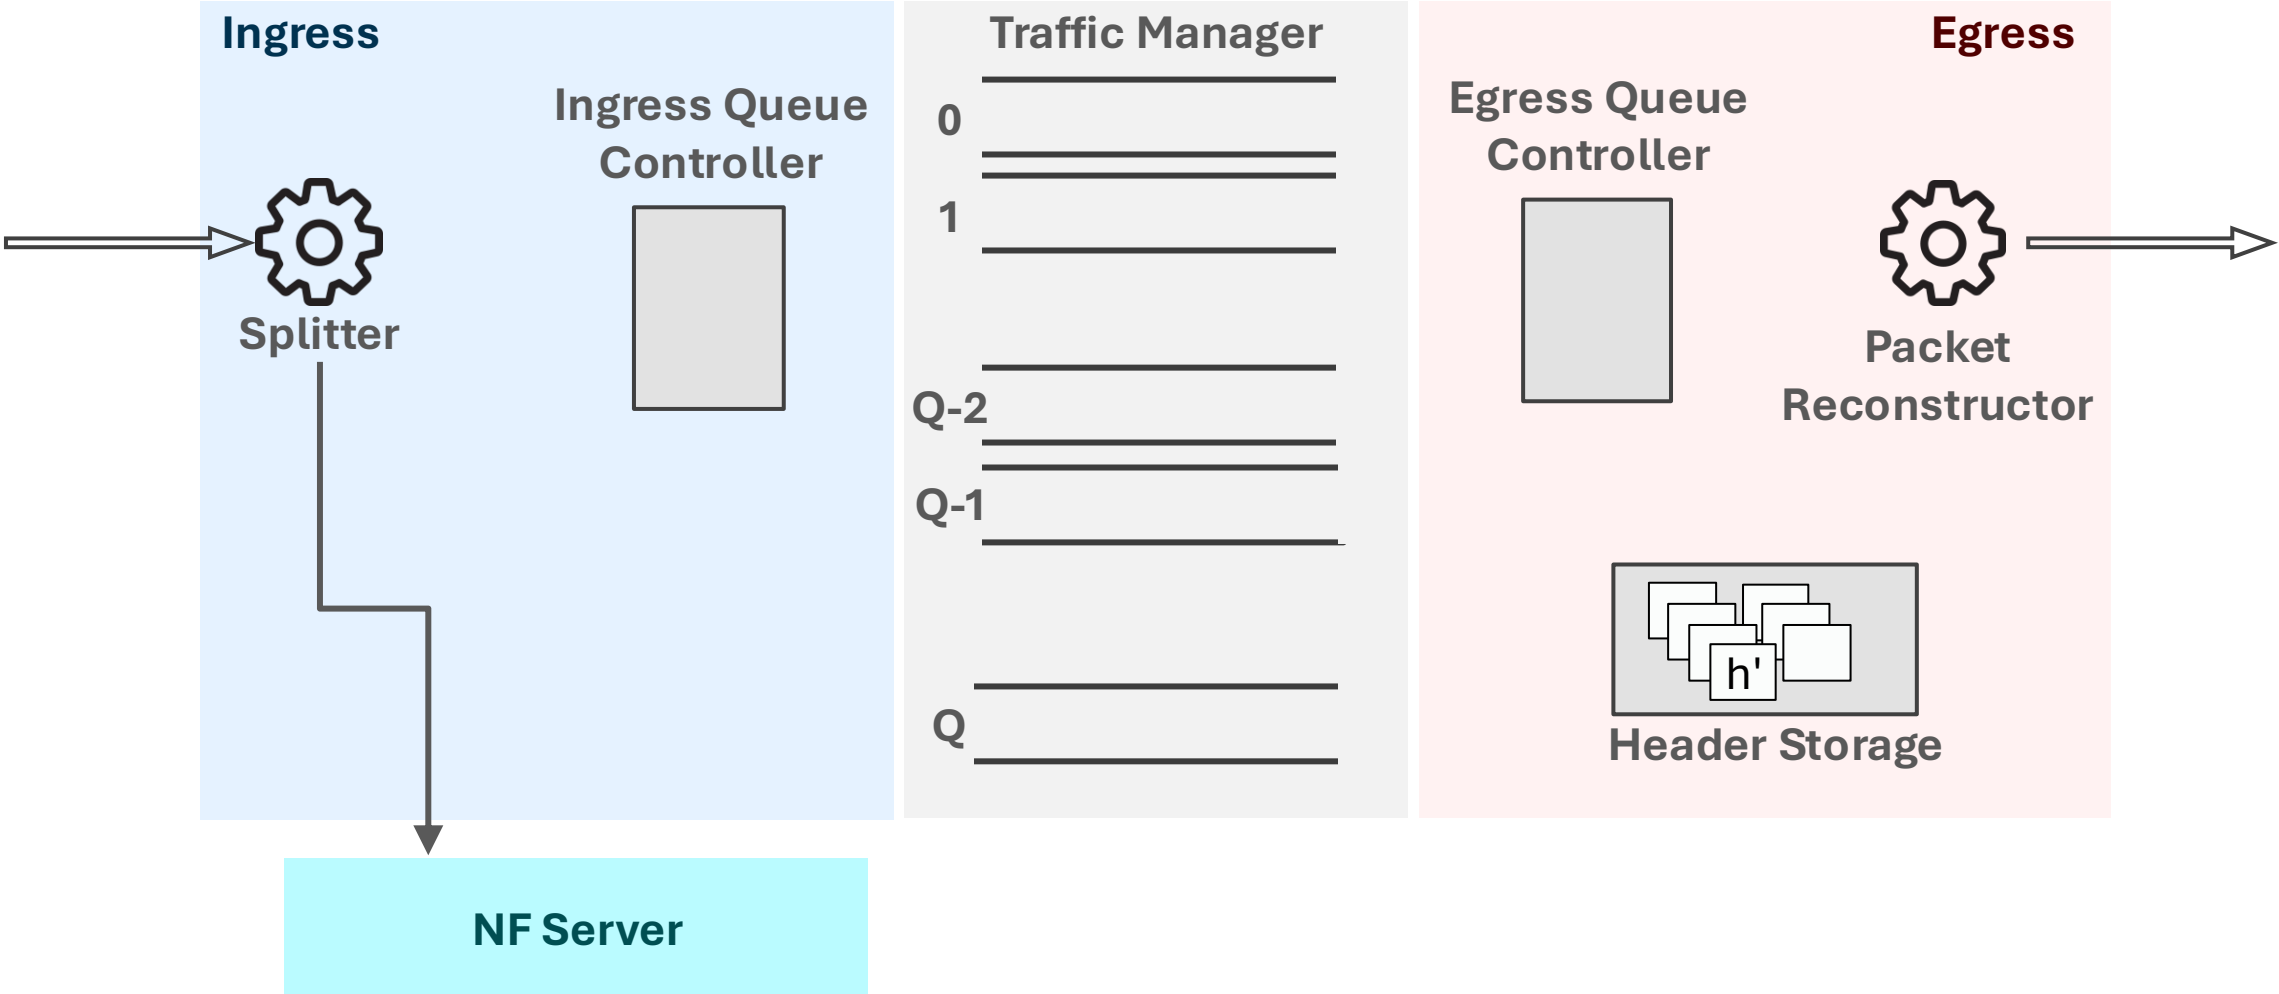 Ingress
Traffic Manager
Egress
Ingress Queue
Controller
Egress Queue
Controller
0
1
Splitter
Packet
Reconstructor
Q-2
Q-1
h'
Q
Header Storage
NF Server